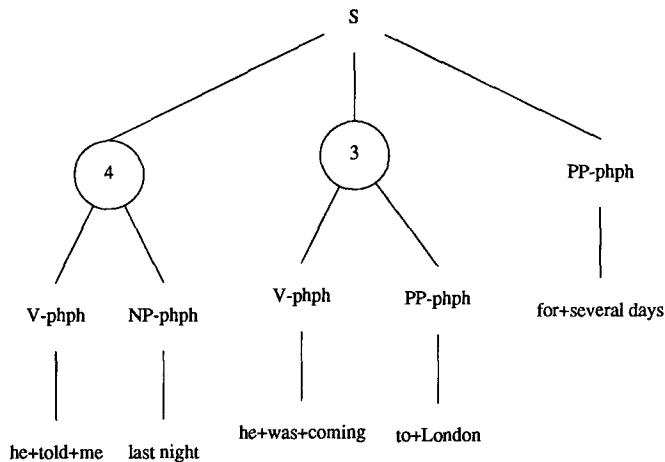 S
4
3
PP-phph
V-phph NP-phph V-phph PP-phph for+several days
he+told+me last night he+was+coming to+London